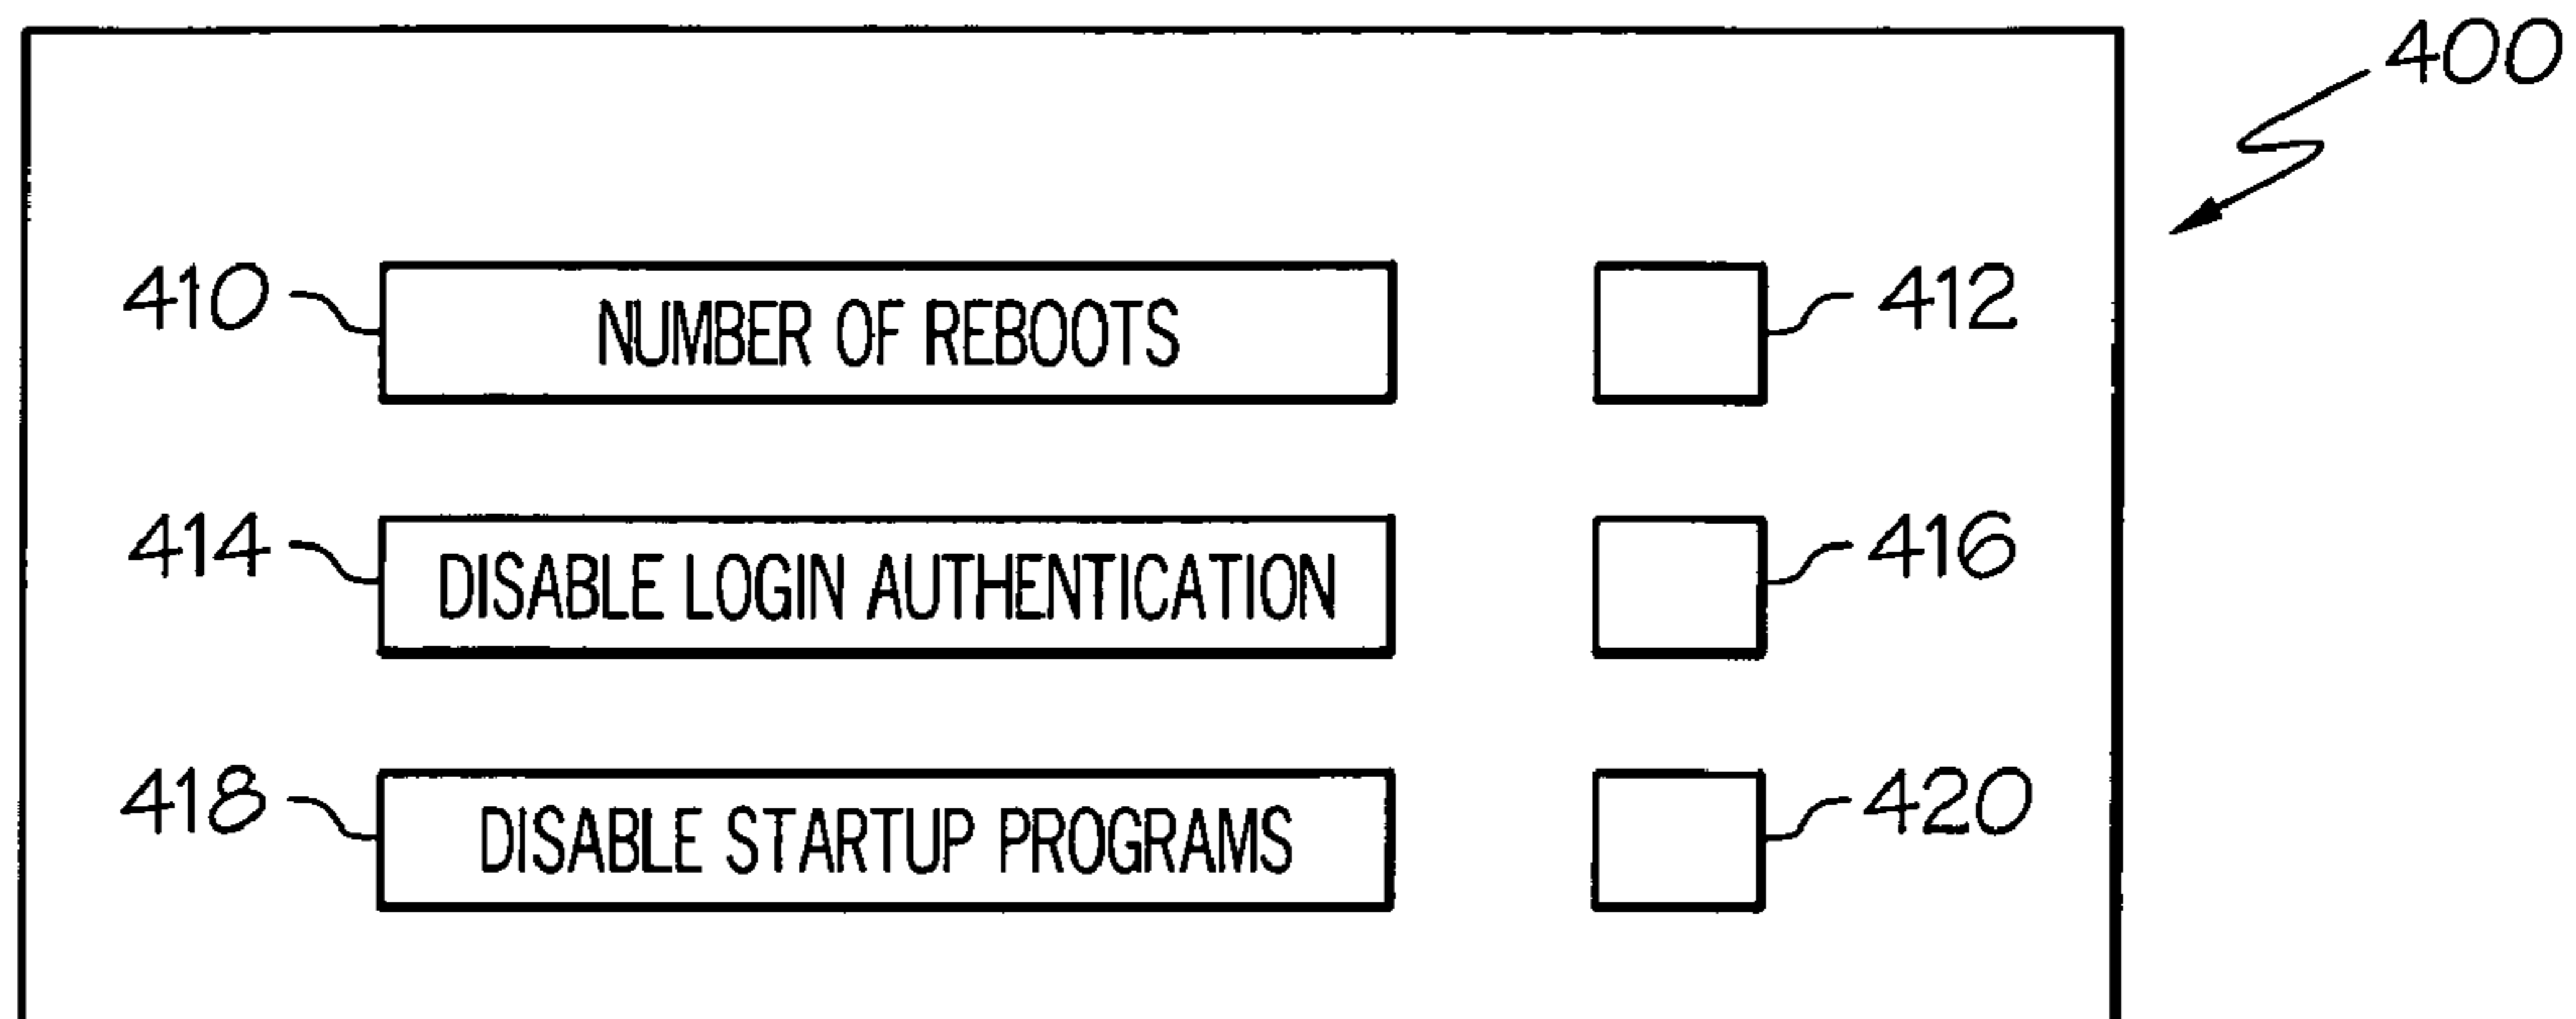 400
410 NUMBER OF REBOOTS 412
414 DISABLE LOGIN AUTHENTICATION 416
418 DISABLE STARTUP PROGRAMS 420